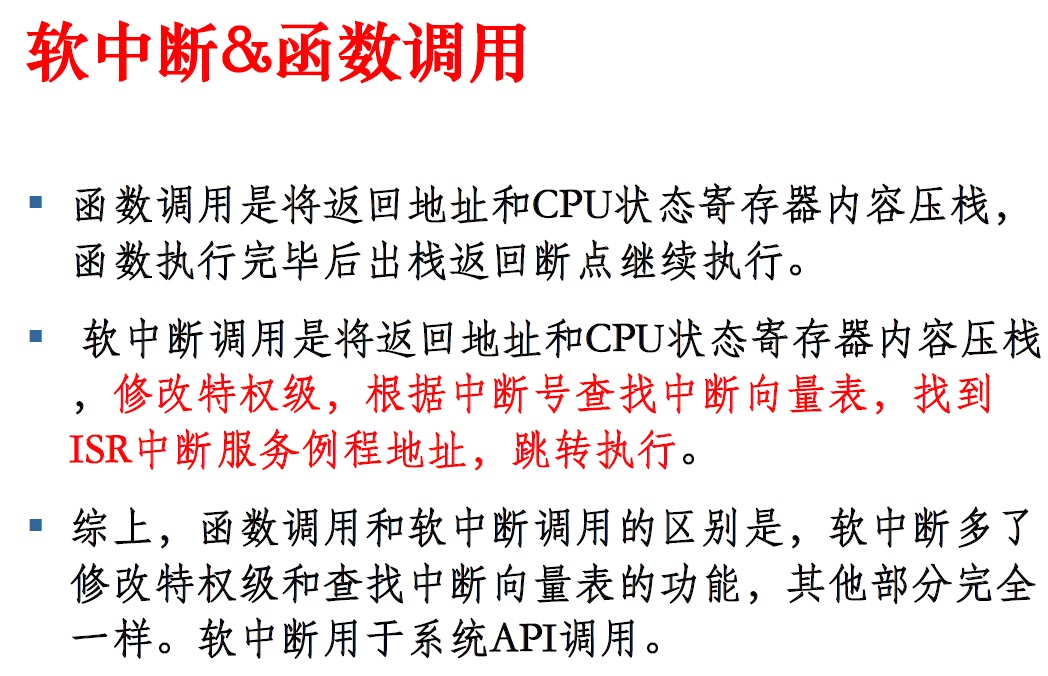 软中断&函数调用
函数调用是将返回地址和CPU状态寄存器内容压栈，
函数执行完毕后出栈返回断点继续执行。
软中断调用是将返回地址和CPU状态寄存器内容压栈
，修改特权级，根据中断号查找中断向量表，找到
ISR中断服务例程地址，跳转执行。
综上，函数调用和软中断调用的区别是，软中断多了
修改特权级和查找中断向量表的功能，其他部分完全
一样。软中断用于系统API调用。